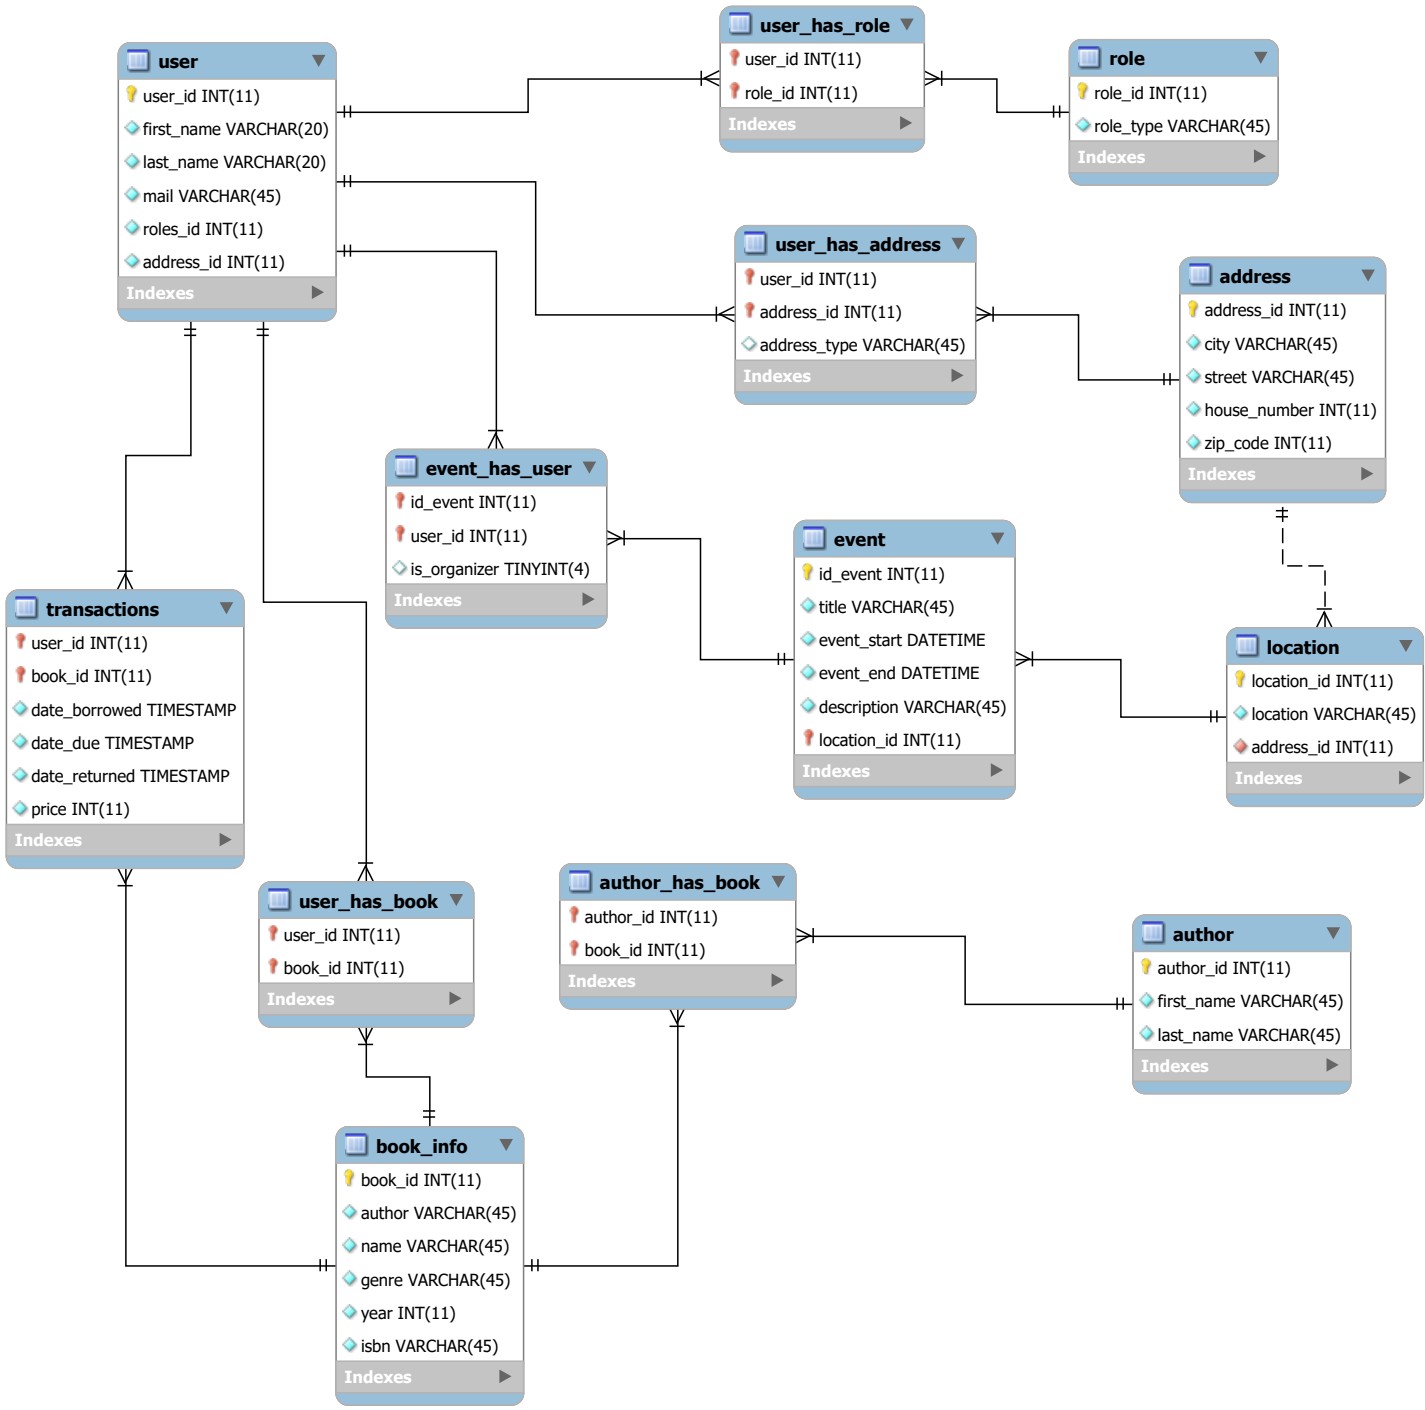 user
user_id INT(11)
first_name VARCHAR(20)
last_name VARCHAR(20)
mail VARCHAR(45)
roles_id INT(11)
address_id INT(11)
Indexes
user_has_role
user_id INT(11)
role_id INT(11)
Indexes
role
role_id INT(11)
role_type VARCHAR(45)
Indexes
user_has_address
user_id INT(11)
address_id INT(11)
address_type VARCHAR(45)
Indexes
address
address_id INT(11)
city VARCHAR(45)
street VARCHAR(45)
house_number INT(11)
zip_code INT(11)
Indexes
event_has_user
id_event INT(11)
user_id INT(11)
is_organizer TINYINT(4)
Indexes
event
id_event INT(11)
title VARCHAR(45)
event_start DATETIME
event_end DATETIME
description VARCHAR(45)
location_id INT(11)
Indexes
location
location_id INT(11)
location VARCHAR(45)
address_id INT(11)
Indexes
transactions
user_id INT(11)
book_id INT(11)
date_borrowed TIMESTAMP
date_due TIMESTAMP
date_returned TIMESTAMP
price INT(11)
Indexes
user_has_book
user_id INT(11)
book_id INT(11)
Indexes
author_has_book
author_id INT(11)
book_id INT(11)
Indexes
author
author_id INT(11)
first_name VARCHAR(45)
last_name VARCHAR(45)
Indexes
book_info
book_id INT(11)
author VARCHAR(45)
name VARCHAR(45)
genre VARCHAR(45)
year INT(11)
isbn VARCHAR(45)
Indexes